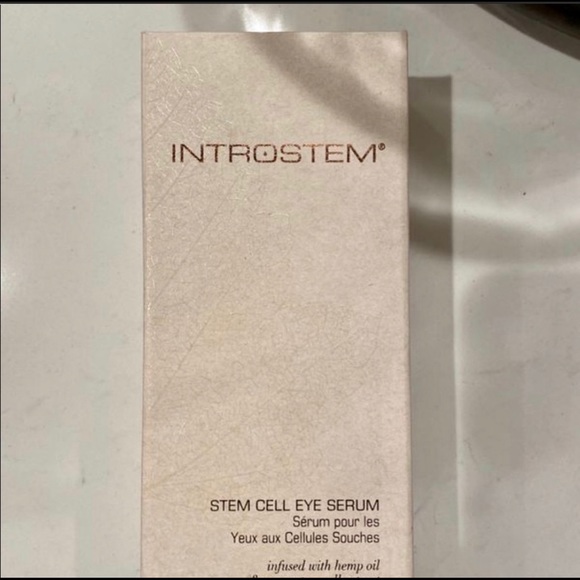 INTROSTEM®
STEM CELL EYE SERUM
Sérum pour les
Yeux aux Cellules Souches
infused with hemp oil